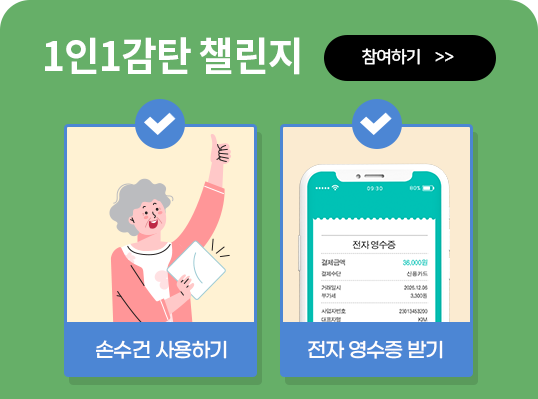 1인1감탄 챌린지
참여하기 >>
09:30
60%
전자 영수증
결제금액 36,000원
결제수단 신용카드
거래일시 2025.12.06
부가세 3,300원
사업자번호 23013453203
대표자명 KIM
손수건 사용하기
전자 영수증 받기